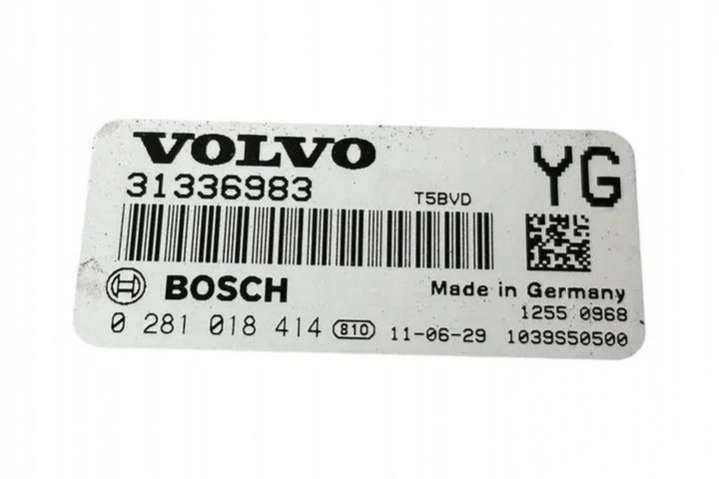 VOLVO
31336983
T5BVD
YG
BOSCH
Made in Germany
1255 0968
0 281 018 414 810 11-06-29 1039S50500